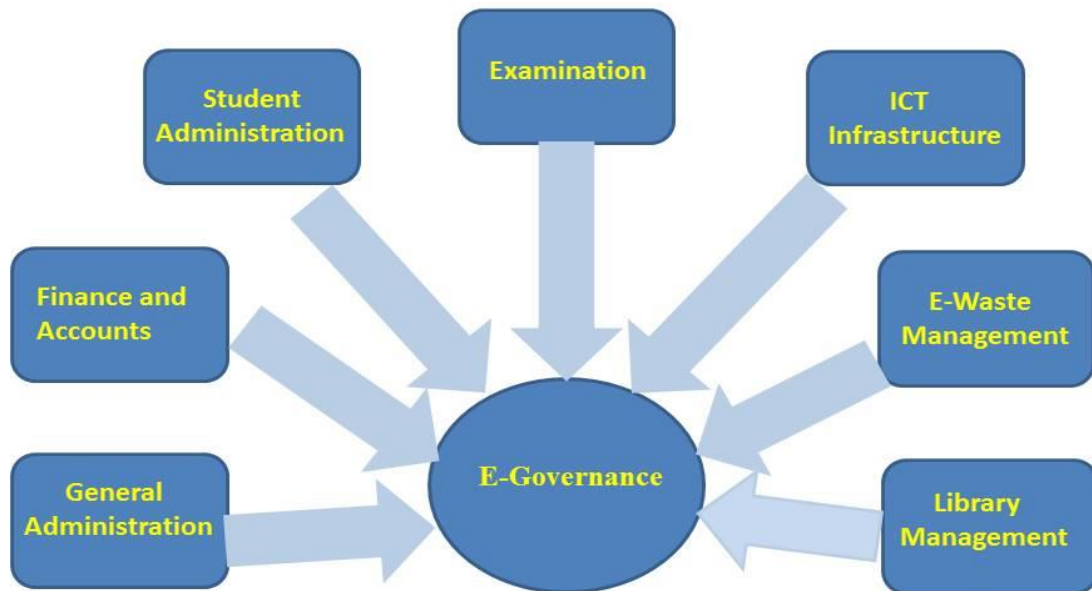 Examination
Student
Administration
ICT
Infrastructure
Finance and
Accounts
E-Waste
Management
General
Administration
E-Governance
Library
Management